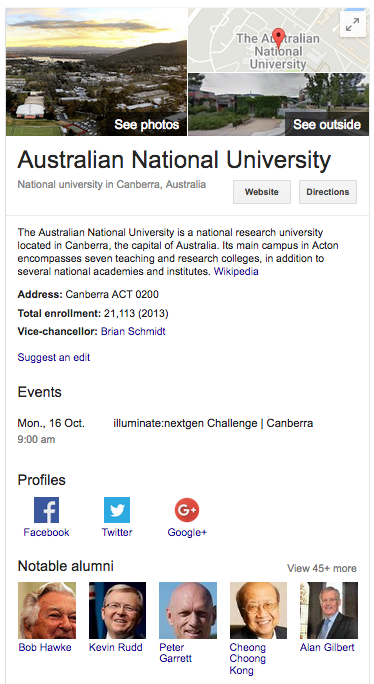 The Australian
National
University
See photos
See outside
Australian National University
National university in Canberra, Australia
Website
Directions
The Australian National University is a national research university
located in Canberra, the capital of Australia. Its main campus in Acton
encompasses seven teaching and research colleges, in addition to
several national academies and institutes. Wikipedia
Address: Canberra ACT 0200
Total enrollment: 21,113 (2013)
Vice-chancellor: Brian Schmidt
Suggest an edit
Events
Mon., 16 Oct. illuminate:nextgen Challenge | Canberra
9:00 am
Profiles
Facebook Twitter Google+
Notable alumni View 45+ more
Bob Hawke Kevin Rudd Peter Garrett Cheong Choong Kong Alan Gilbert